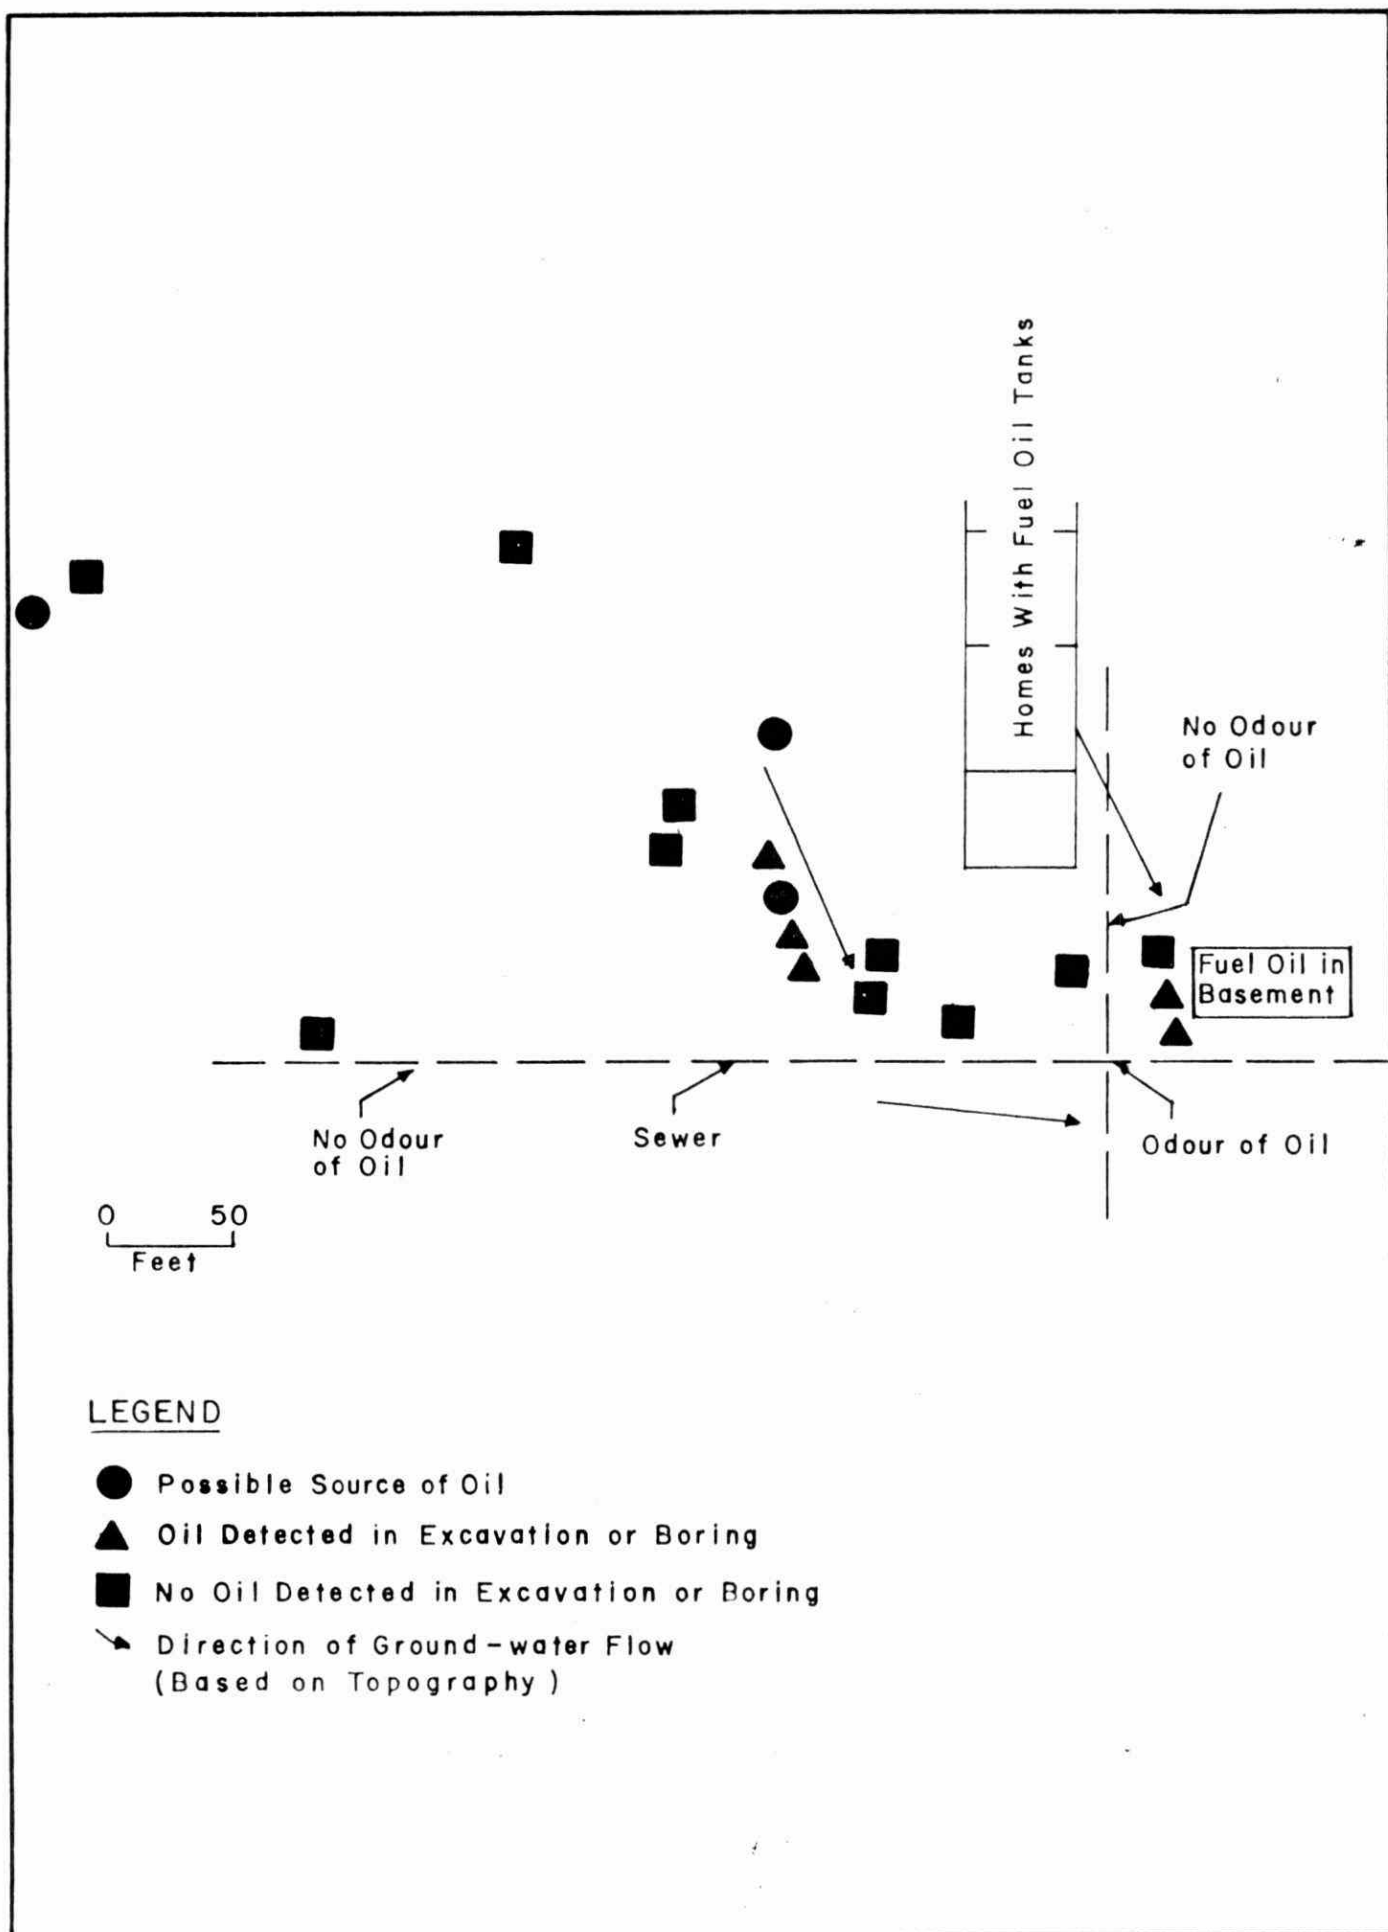 Homes With Fuel Oil Tanks
No Odour
of Oil
Fuel Oil in
Basement
No Odour
of Oil
Sewer
Odour of Oil
0 50
Feet
LEGEND
Possible Source of Oil
Oil Detected in Excavation or Boring
No Oil Detected in Excavation or Boring
Direction of Ground-water Flow
(Based on Topography)